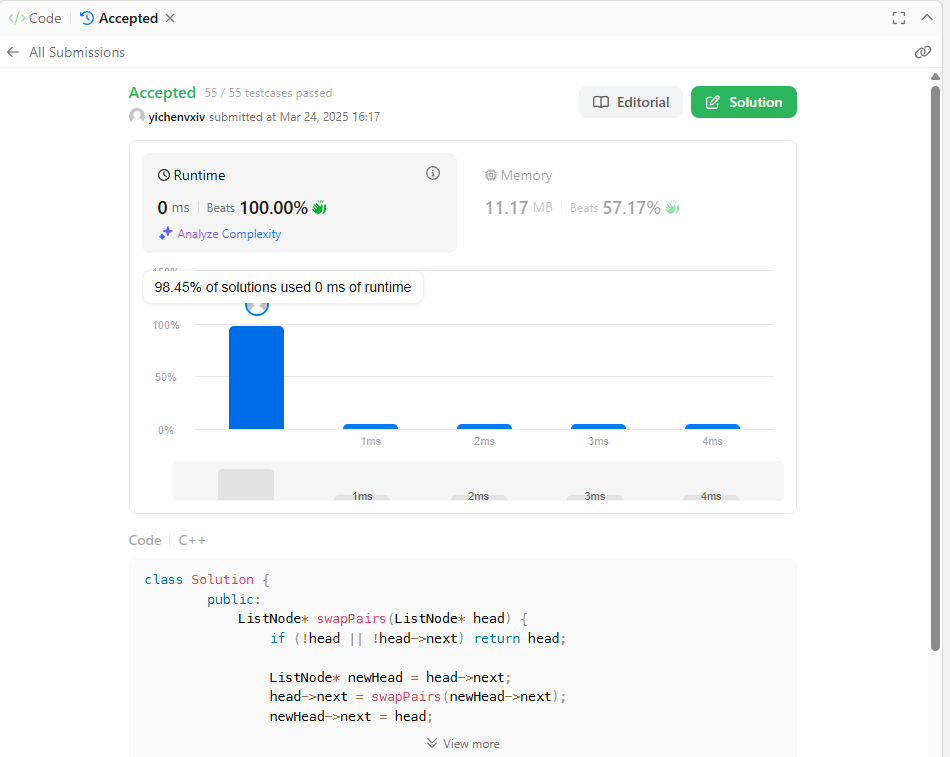 </> Code Accepted
All Submissions
Accepted 55 / 55 testcases passed
yichenvxiv submitted at Mar 24, 2025 16:17
Editorial
Solution
Runtime
0 ms Beats 100.00%
Analyze Complexity
Memory
11.17 MB Beats 57.17%
150%
98.45% of solutions used 0 ms of runtime
100%
50%
0%
1ms 2ms 3ms 4ms
1ms 2ms 3ms 4ms
Code C++
class Solution {
public:
ListNode* swapPairs(ListNode* head) {
if (!head || !head->next) return head;
ListNode* newHead = head->next;
head->next = swapPairs(newHead->next);
newHead->next = head;
View more